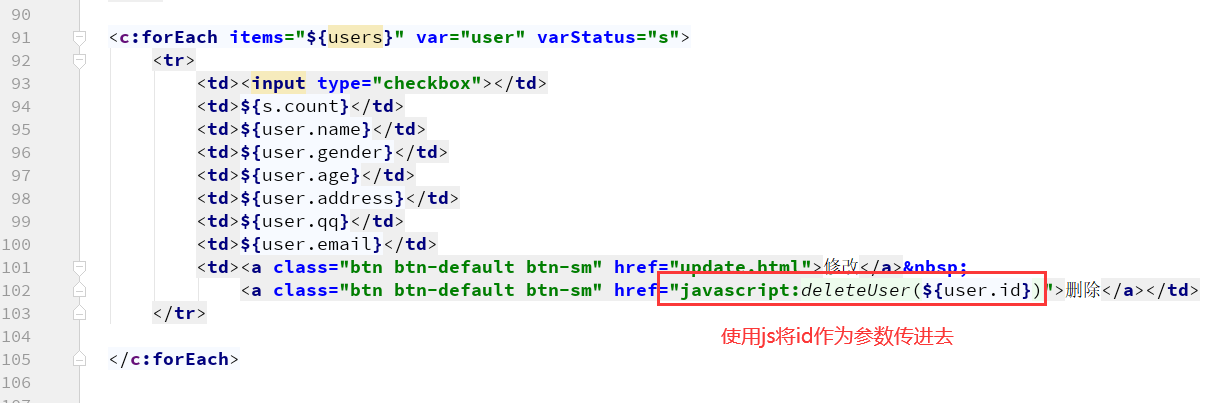 90
91 <c:forEach items="${users}" var="user" varStatus="s">
92 <tr>
93 <td><input type="checkbox"></td>
94 <td>${s.count}</td>
95 <td>${user.name}</td>
96 <td>${user.gender}</td>
97 <td>${user.age}</td>
98 <td>${user.address}</td>
99 <td>${user.qq}</td>
100 <td>${user.email}</td>
101 <td><a class="btn btn-default btn-sm" href="update.html">修改</a>&nbsp;
102 <a class="btn btn-default btn-sm" href="javascript:deleteUser(${user.id})">删除</a></td>
103 </tr>
使用js将id作为参数传进去
104
105 </c:forEach>
106